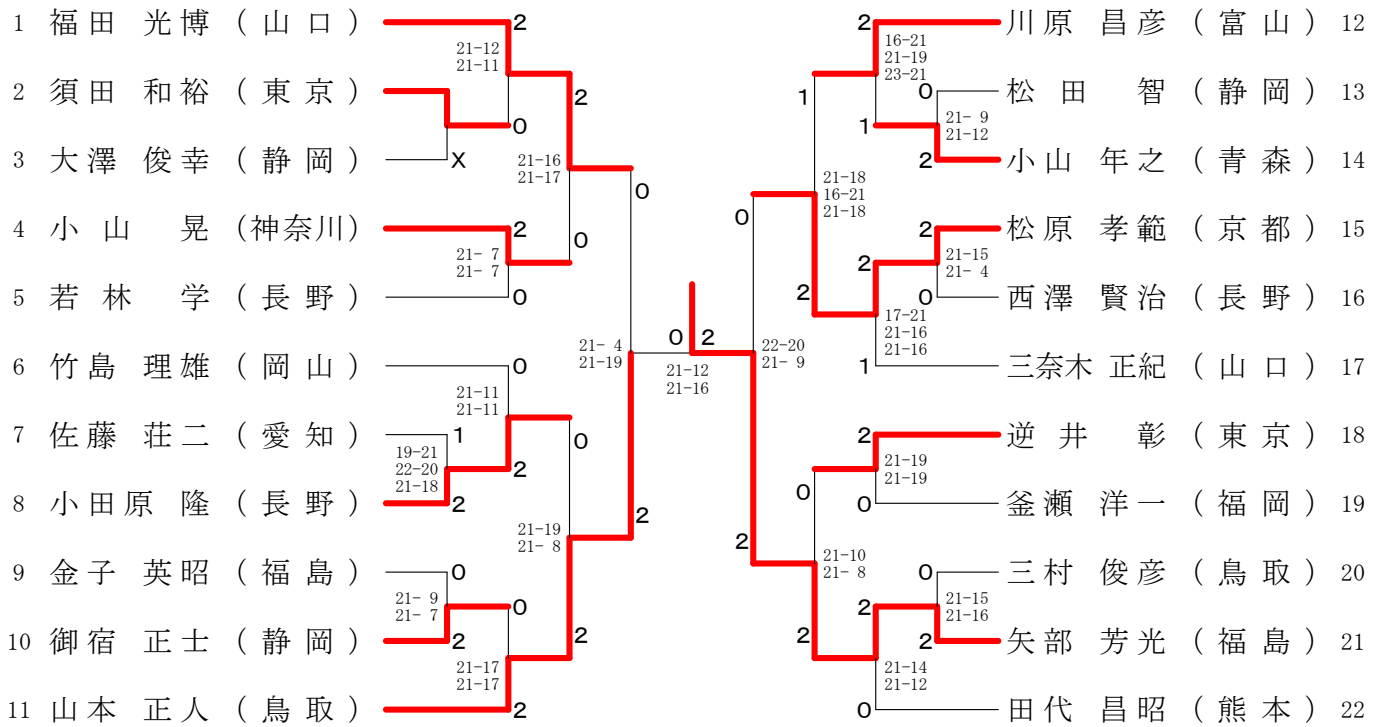 1 福田 光博 (山口) 2
21-12
21-11
2 須田 和裕 (東京) 0
2
3 大澤 俊幸 (静岡) X
21-16
21-17
0
4 小山 晃 (神奈川) 2
0
21- 7
21- 7
5 若林 学 (長野) 0
21- 4
21-19
6 竹島 理雄 (岡山) 0
21-11
21-11
7 佐藤 荘二 (愛知) 1
0
19-21
22-20
21-18
2
8 小田原 隆 (長野) 2
2
21-19
21- 8
9 金子 英昭 (福島) 0
21- 9
21- 7
0
10 御宿 正士 (静岡) 2
2
21-17
21-17
11 山本 正人 (鳥取) 2
0 2
21-12
21-16
2 川原 昌彦 (富山) 12
16-21
21-19
23-21
0 松田 智 (静岡) 13
1
21- 9
21-12
1
2 小山 年之 (青森) 14
21-18
16-21
21-18
0
2 松原 孝範 (京都) 15
21-15
21- 4
2
2
0 西澤 賢治 (長野) 16
17-21
21-16
21-16
22-20
21- 9
1 三奈木 正紀 (山口) 17
2 逆井 彰 (東京) 18
21-19
21-19
0
0 釜瀬 洋一 (福岡) 19
2
21-10
21- 8
0 三村 俊彦 (鳥取) 20
21-15
21-16
2
2 矢部 芳光 (福島) 21
2
21-14
21-12
0 田代 昌昭 (熊本) 22